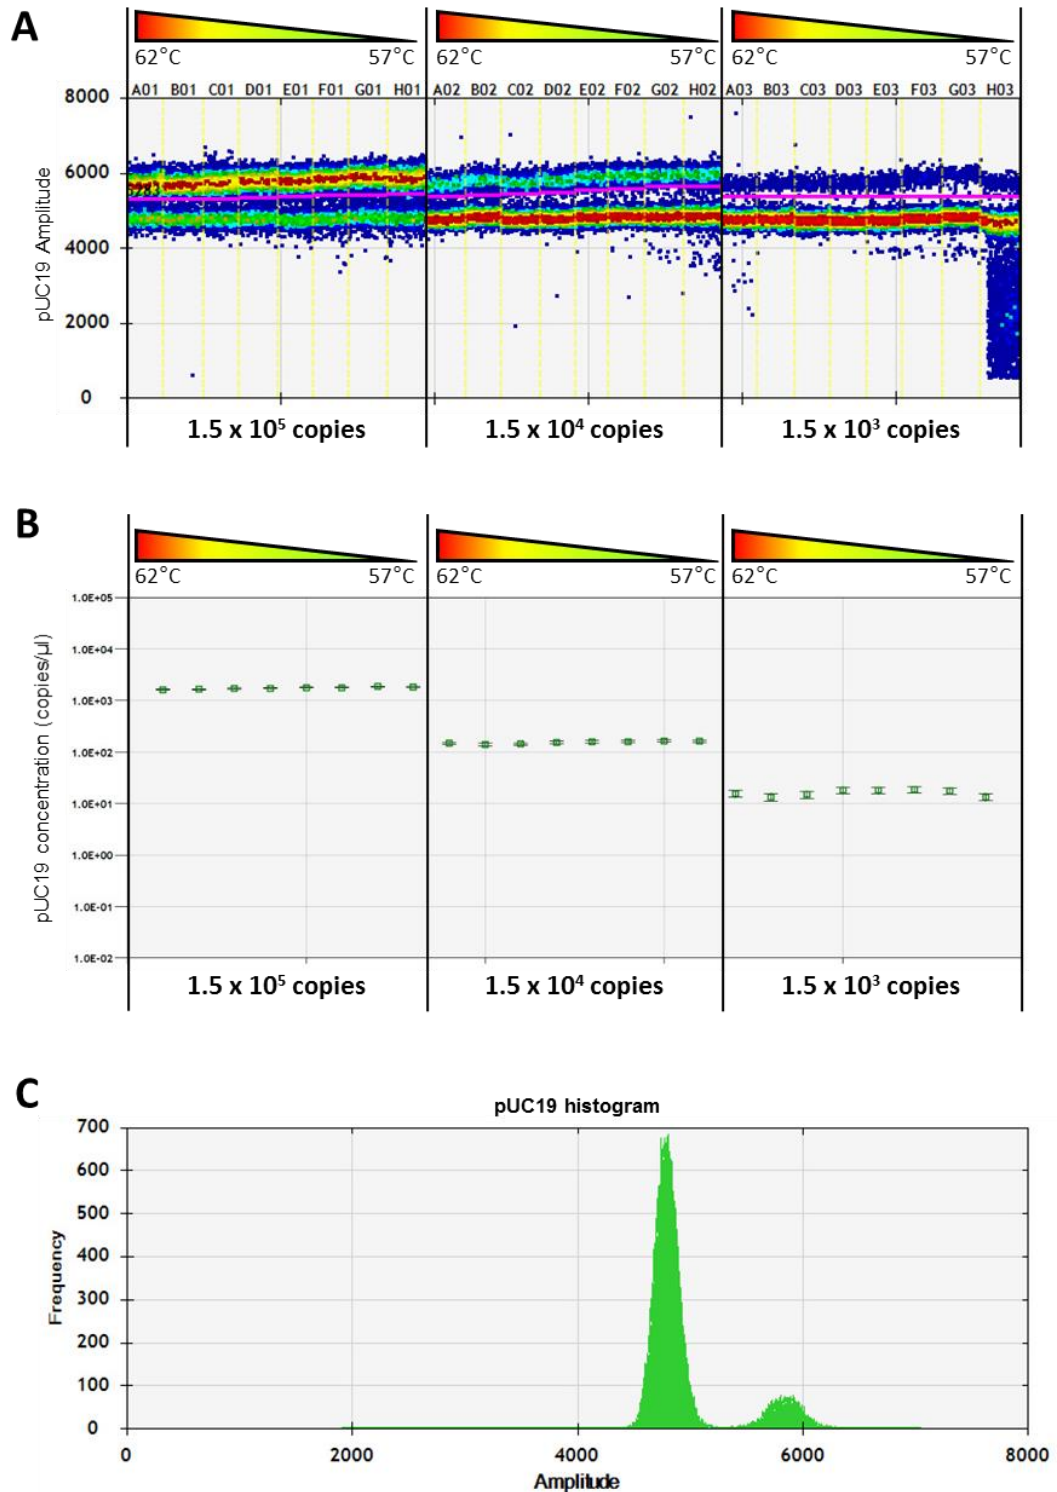 A
62°C 57°C 62°C 57°C 62°C 57°C
A01 B01 C01 D01 E01 F01 G01 H01 A02 B02 C02 D02 E02 F02 G02 H02 A03 B03 C03 D03 E03 F03 G03 H03
pUC19 Amplitude
8000
6000
5283
4000
2000
0
1.5 x 10⁵ copies 1.5 x 10⁴ copies 1.5 x 10³ copies
B
62°C 57°C 62°C 57°C 62°C 57°C
pUC19 concentration (copies/µl)
1.0E+05
1.0E+04
1.0E+03
1.0E+02
1.0E+01
1.0E+00
1.0E-01
1.0E-02
1.5 x 10⁵ copies 1.5 x 10⁴ copies 1.5 x 10³ copies
C
pUC19 histogram
Frequency
700
600
500
400
300
200
100
0
0 2000 4000 6000 8000
Amplitude